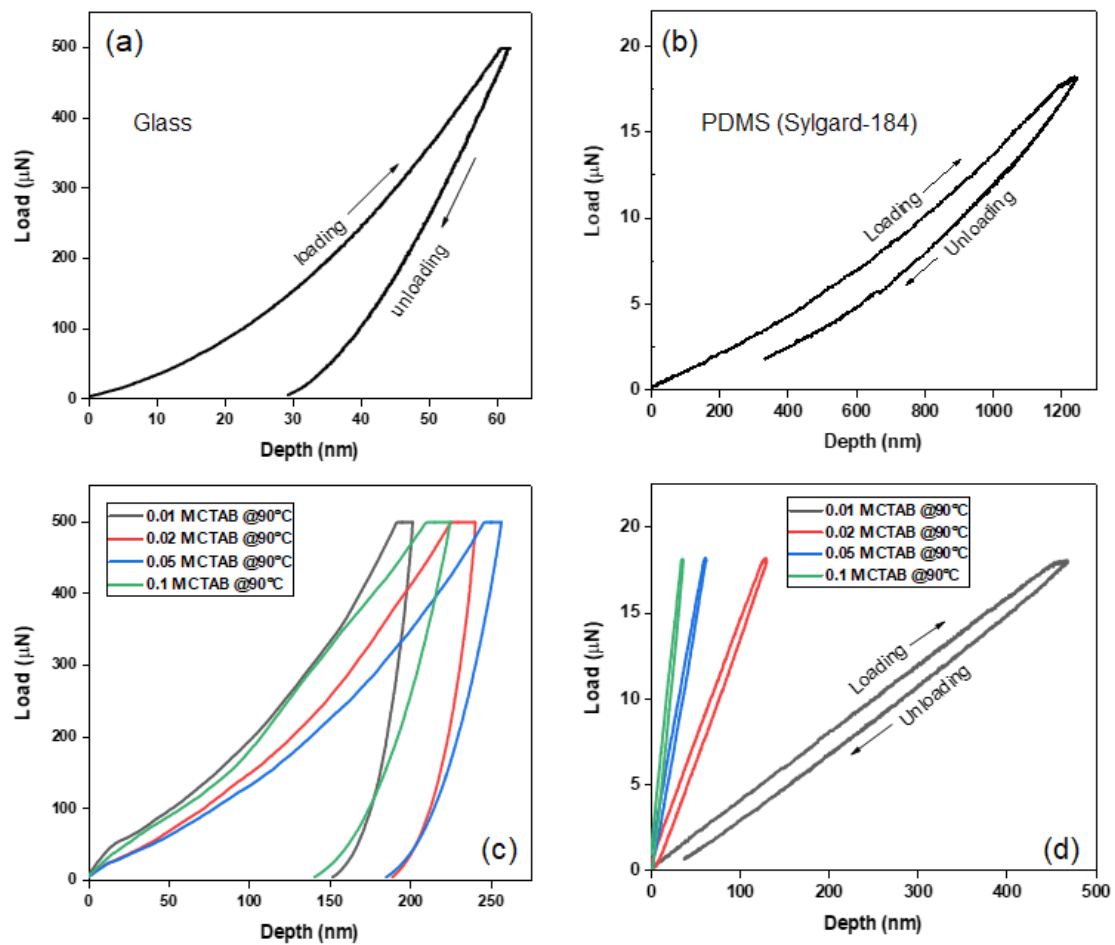 (a)
Glass
loading
unloading
Load (μN)
500
400
300
200
100
0
0 10 20 30 40 50 60
Depth (nm)
(b)
PDMS (Sylgard-184)
Loading
Unloading
Load (μN)
20
15
10
5
0
0 200 400 600 800 1000 1200
Depth (nm)
0.01 MCTAB @90°C
0.02 MCTAB @90°C
0.05 MCTAB @90°C
0.1 MCTAB @90°C
(c)
Load (μN)
500
400
300
200
100
0
0 50 100 150 200 250
Depth (nm)
0.01 MCTAB @90°C
0.02 MCTAB @90°C
0.05 MCTAB @90°C
0.1 MCTAB @90°C
Loading
Unloading
(d)
Load (μN)
20
15
10
5
0
0 100 200 300 400 500
Depth (nm)